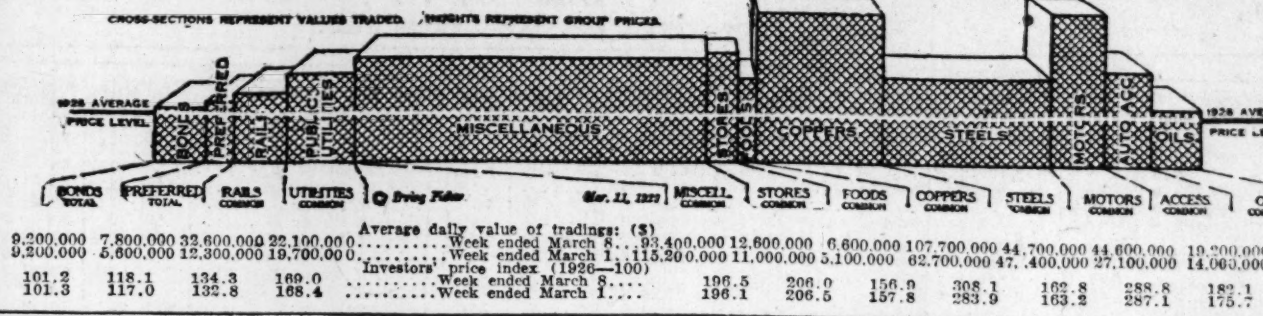 CROSS-SECTIONS REPRESENT VALUES TRADED. HEIGHTS REPRESENT GROUP PRICES.
1926 AVERAGE
PRICE LEVEL
BONDS
PREFERRED
RAILS
PUBLIC UTILITIES
MISCELLANEOUS
STORES
FOODS
COPPERS
STEELS
MOTORS
AUTO ACC.
OILS
1926 AVE
PRICE LE
BONDS TOTAL PREFERRED TOTAL RAILS COMMON UTILITIES COMMON © Irving Fisher Mar. 11, MISCELL. COMMON STORES COMMON FOODS COMMON COPPERS COMMON STEELS COMMON MOTORS COMMON ACCESS. COMMON
Average daily value of tradings: ($)
9,200,000 7,800,000 32,600,000 22,100,000..........Week ended March 8...93,400,000 12,600,000 6,600,000 107,700,000 44,700,000 44,600,000 19,200,000
9,200,000 5,600,000 12,300,000 19,700,000..........Week ended March 1..115,200,000 11,000,000 5,100,000 62,700,000 47,400,000 27,100,000 14,000,000
Investors' price index (1926—100)
101.2 118.1 134.3 169.0 ..........Week ended March 8.... 196.5 206.0 156.9 308.1 162.8 288.8 182.1
101.3 117.0 132.8 168.4 ..........Week ended March 1.... 196.1 206.5 157.8 283.9 163.2 287.1 175.7